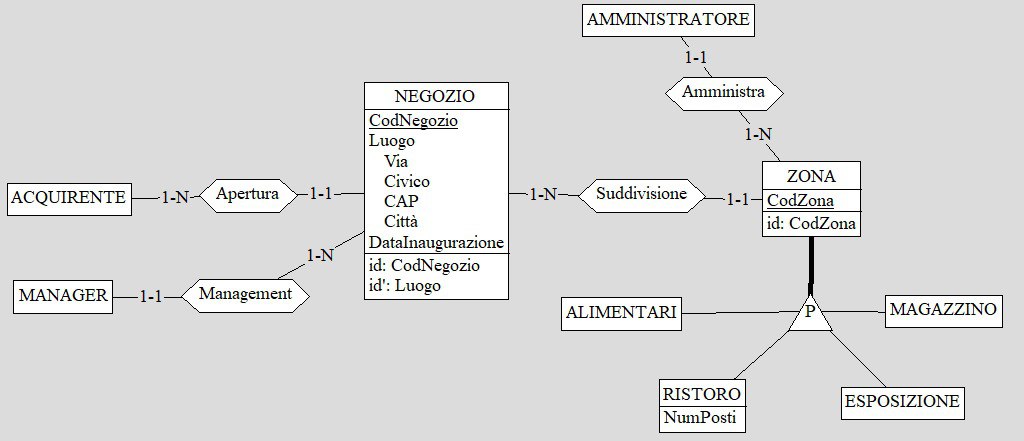 AMMINISTRATORE
1-1
Amministra
1-N
NEGOZIO
CodNegozio
Luogo
Via
Civico
CAP
Città
DataInaugurazione
id: CodNegozio
id': Luogo
ACQUIRENTE
1-N
Apertura
1-1
1-N
Suddivisione
1-1
ZONA
CodZona
id: CodZona
MANAGER
1-1
Management
1-N
ALIMENTARI
P
MAGAZZINO
RISTORO
NumPosti
ESPOSIZIONE